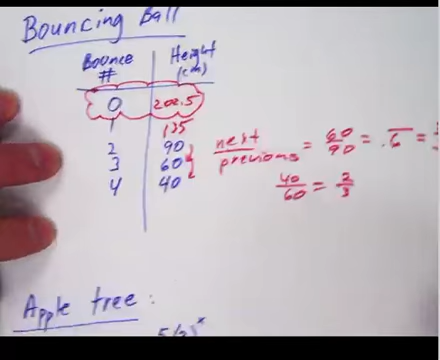 Bouncing Ball
Bounce # Height (cm)
0 202.5
1 135
2 90
3 60
4 40
next/previous = 60/90 = .6̅ =
40/60 = 2/3
Apple tree: